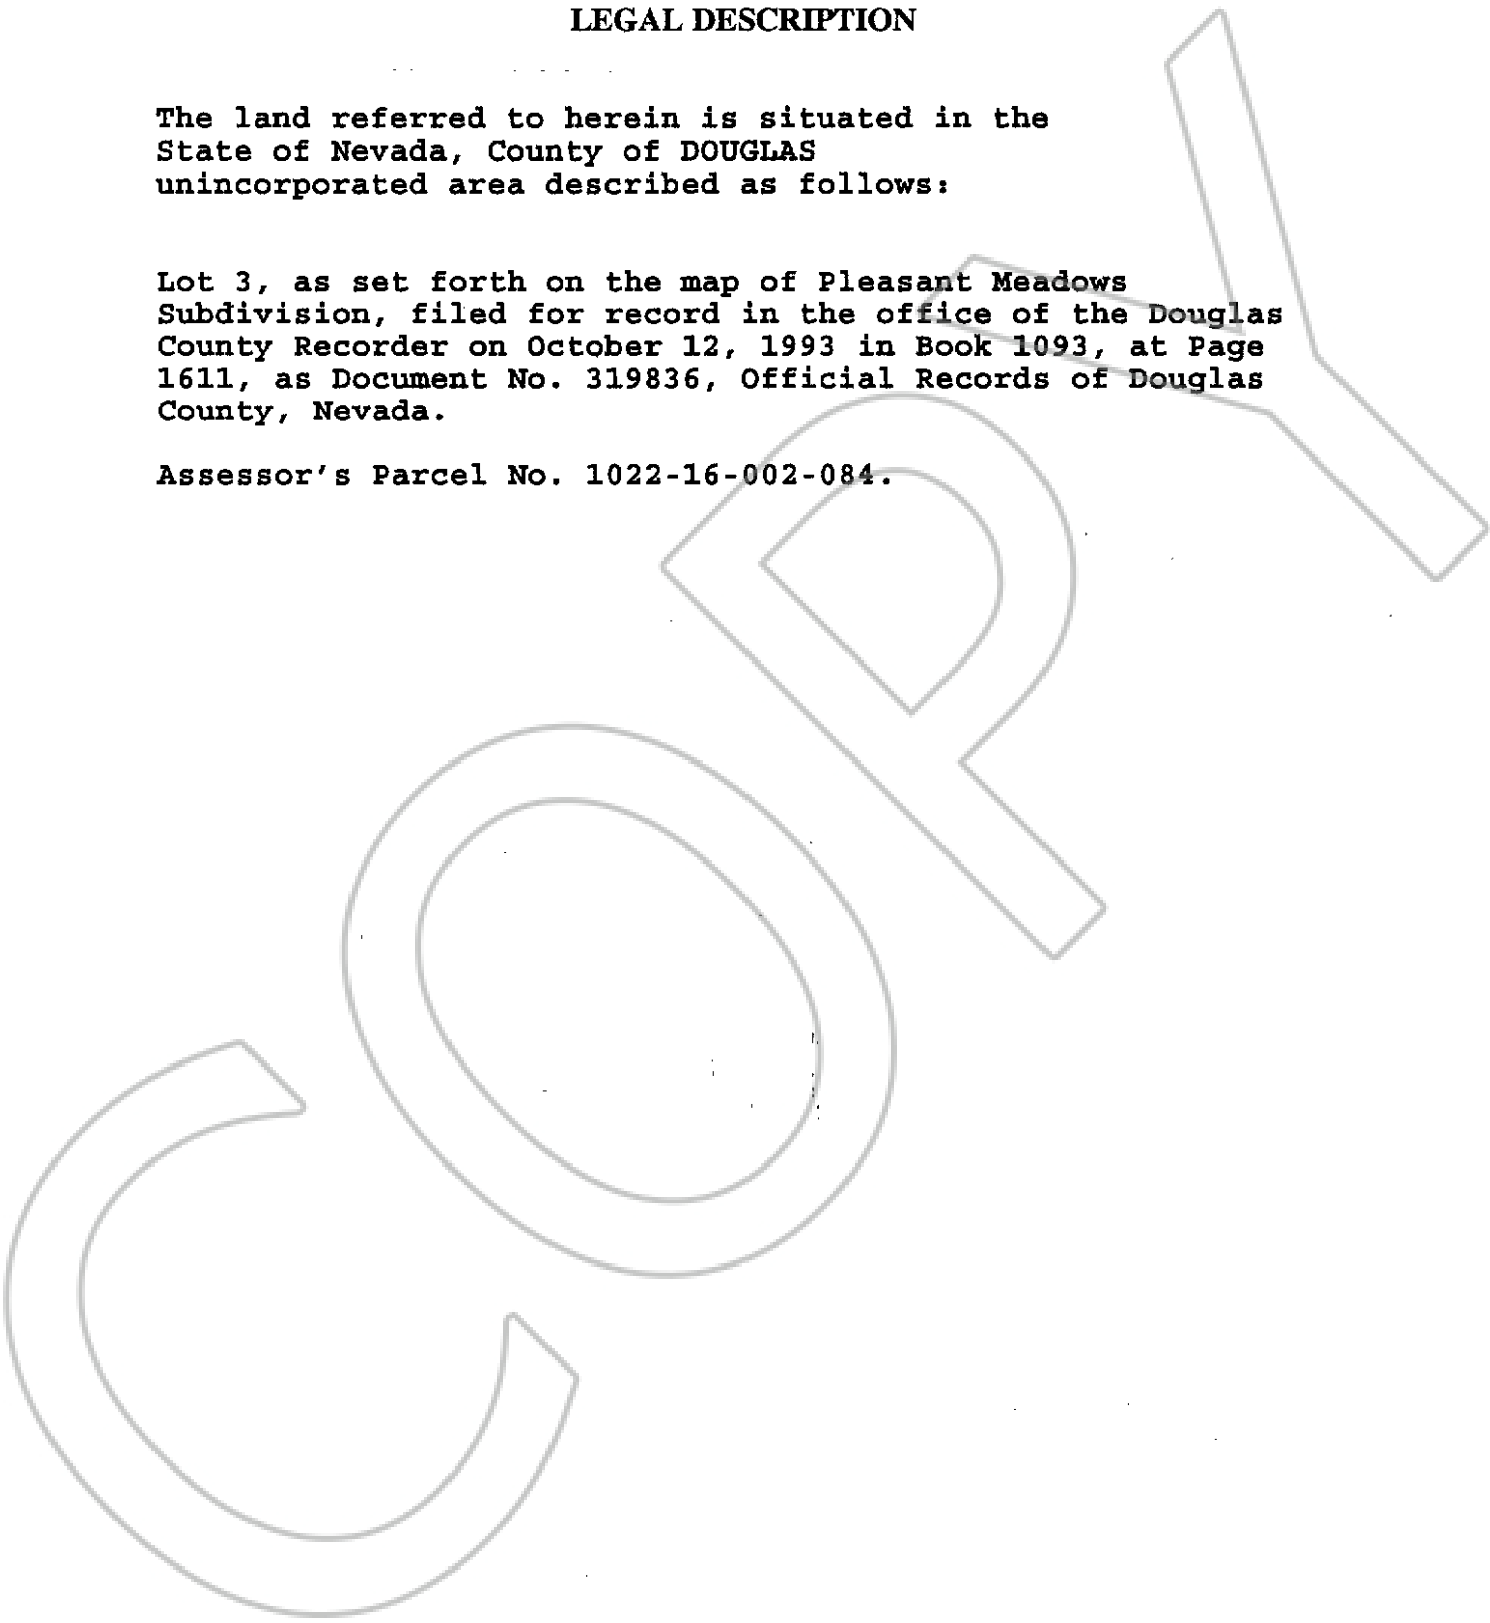 LEGAL DESCRIPTION
The land referred to herein is situated in the
State of Nevada, County of DOUGLAS
unincorporated area described as follows:
Lot 3, as set forth on the map of Pleasant Meadows
Subdivision, filed for record in the office of the Douglas
County Recorder on October 12, 1993 in Book 1093, at Page
1611, as Document No. 319836, Official Records of Douglas
County, Nevada.
Assessor's Parcel No. 1022-16-002-084.
COPY